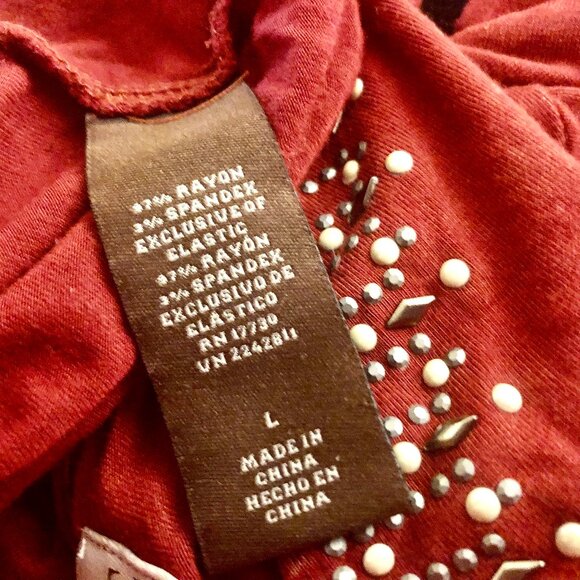 97% RAYON
3% SPANDEX
EXCLUSIVE OF
ELASTIC
97% RAYÓN
3% SPANDEX
EXCLUSIVO DE
ELÁSTICO
RN 17730
VN 2242811
L
MADE IN
CHINA
HECHO EN
CHINA